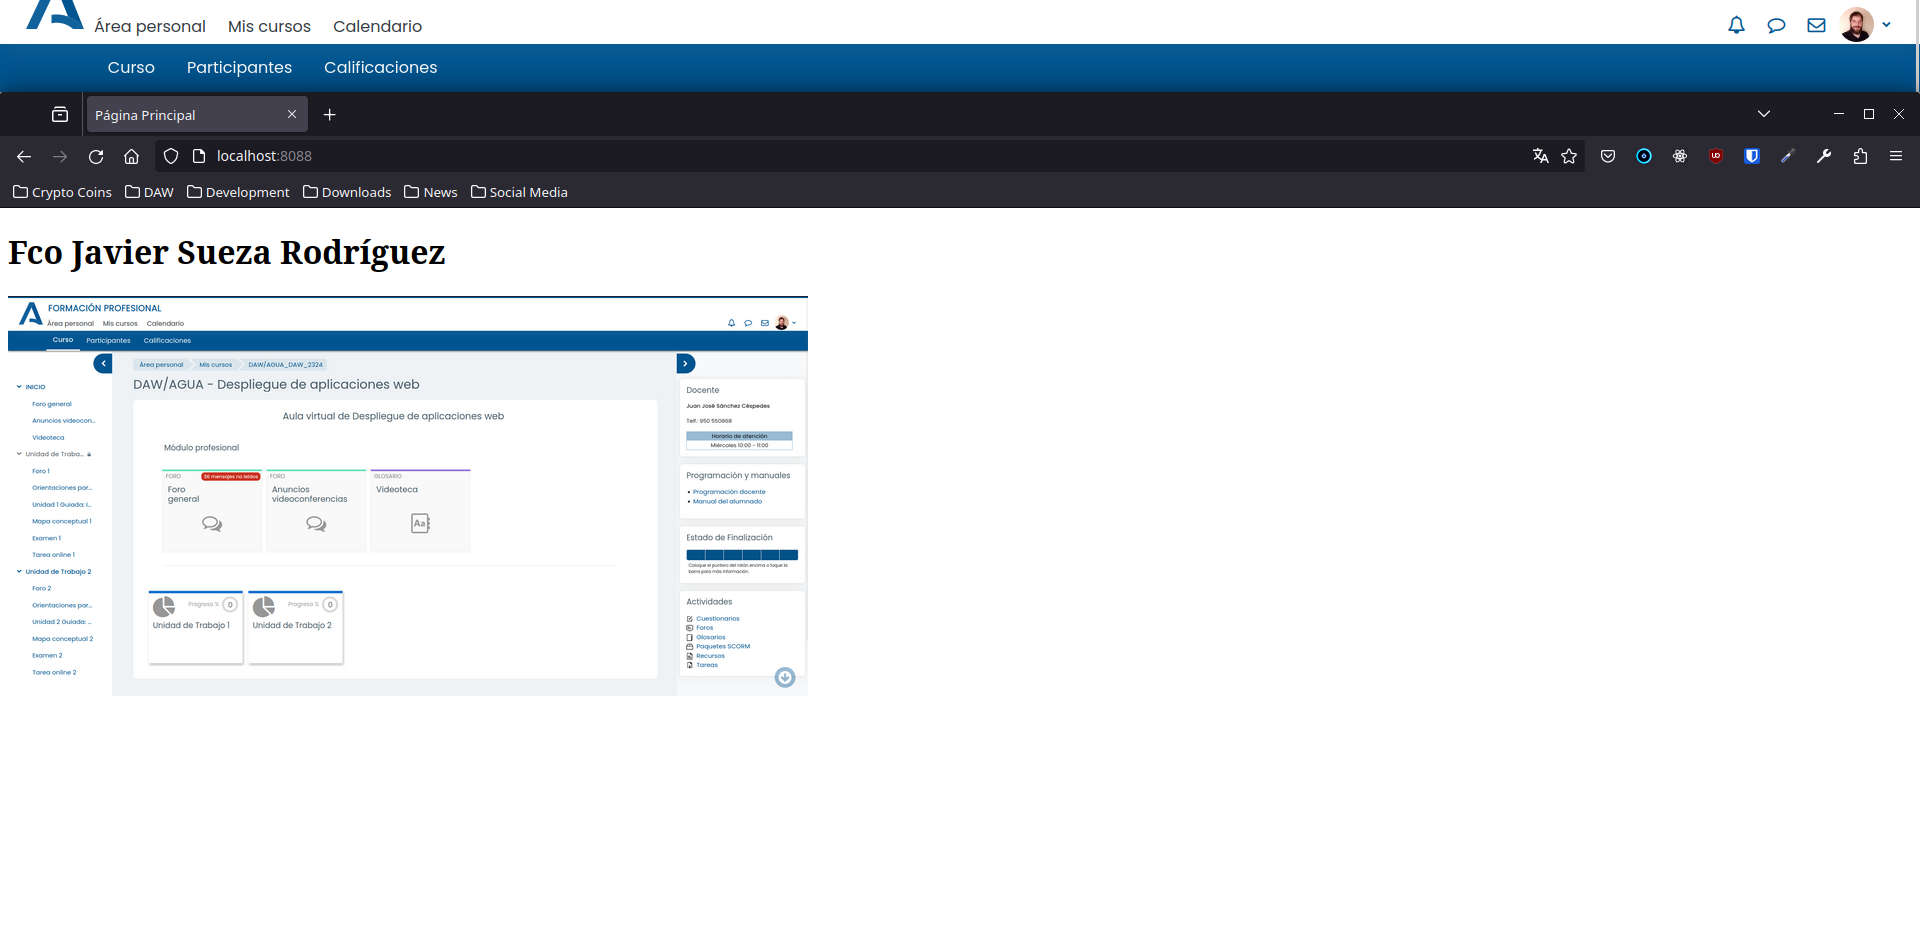 Área personal Mis cursos Calendario
Curso Participantes Calificaciones
Página Principal
localhost:8088
Crypto Coins DAW Development Downloads News Social Media
Fco Javier Sueza Rodríguez
FORMACIÓN PROFESIONAL
Área personal Mis cursos Calendario
Curso Participantes Calificaciones
Área personal Mis cursos DAW/AGUA_DAW_2324
DAW/AGUA - Despliegue de aplicaciones web
INICIO
Foro general
Anuncios videocon...
Videoteca
Unidad de Traba...
Foro 1
Orientaciones par...
Unidad 1 Guiada: I...
Mapa conceptual 1
Examen 1
Tarea online 1
Unidad de Trabajo 2
Foro 2
Orientaciones par...
Unidad 2 Guiada: ...
Mapa conceptual 2
Examen 2
Tarea online 2
Aula virtual de Despliegue de aplicaciones web
Módulo profesional
FORO 36 mensajes no leídos
Foro
general
FORO
Anuncios
videoconferencias
GLOSARIO
Videoteca
Aa
Progreso % 0
Unidad de Trabajo 1
Progreso % 0
Unidad de Trabajo 2
Docente
Juan José Sánchez Céspedes
Telf.: 950 550868
Horario de atención
Miércoles 10:00 - 11:00
Programación y manuales
Programación docente
Manual del alumnado
Estado de Finalización
Coloque el puntero del ratón encima o toque la
barra para más información.
Actividades
Cuestionarios
Foros
Glosarios
Paquetes SCORM
Recursos
Tareas